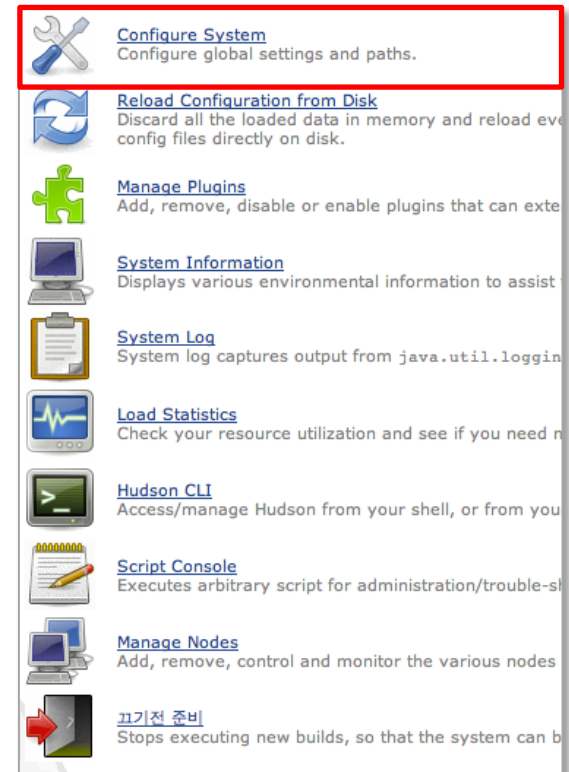 Configure System
Configure global settings and paths.
Reload Configuration from Disk
Discard all the loaded data in memory and reload eve
config files directly on disk.
Manage Plugins
Add, remove, disable or enable plugins that can exte
System Information
Displays various environmental information to assist
System Log
System log captures output from java.util.loggin
Load Statistics
Check your resource utilization and see if you need
Hudson CLI
Access/manage Hudson from your shell, or from you
Script Console
Executes arbitrary script for administration/trouble-sh
Manage Nodes
Add, remove, control and monitor the various nodes
끄기전 준비
Stops executing new builds, so that the system can b